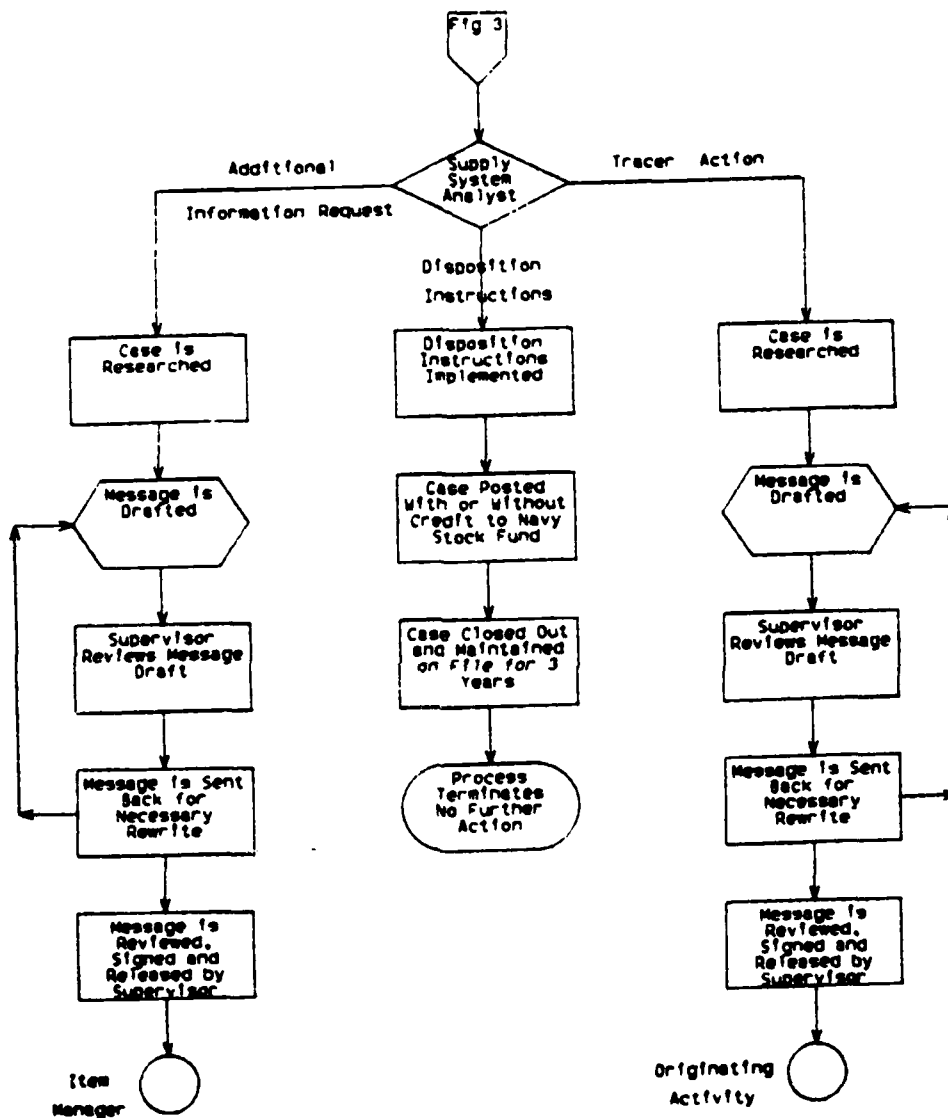 Fig 3
Supply
System
Analyst
Additional
Information Request
Tracer Action
Disposition
Instructions
Case is
Researched
Message is
Drafted
Supervisor
Reviews Message
Draft
Message is Sent
Back for
Necessary
Rewrite
Message is
Reviewed,
Signed and
Released by
Supervisor
Item
Manager
Disposition
Instructions
Implemented
Case Posted
With or Without
Credit to Navy
Stock Fund
Case Closed Out
and Maintained
on File for 3
Years
Process
Terminates
No Further
Action
Case is
Researched
Message is
Drafted
Supervisor
Reviews Message
Draft
Message is Sent
Back for
Necessary
Rewrite
Message is
Reviewed,
Signed and
Released by
Supervisor
Originating
Activity